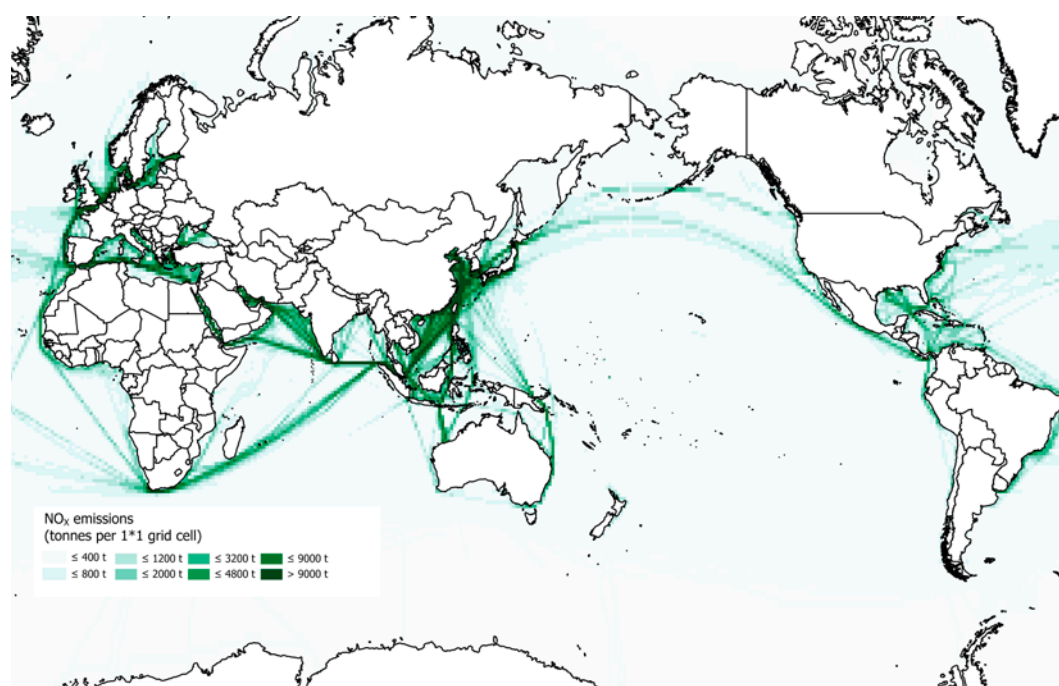 NOₓ emissions
(tonnes per 1*1 grid cell)
≤ 400 t ≤ 1200 t ≤ 3200 t ≤ 9000 t
≤ 800 t ≤ 2000 t ≤ 4800 t > 9000 t